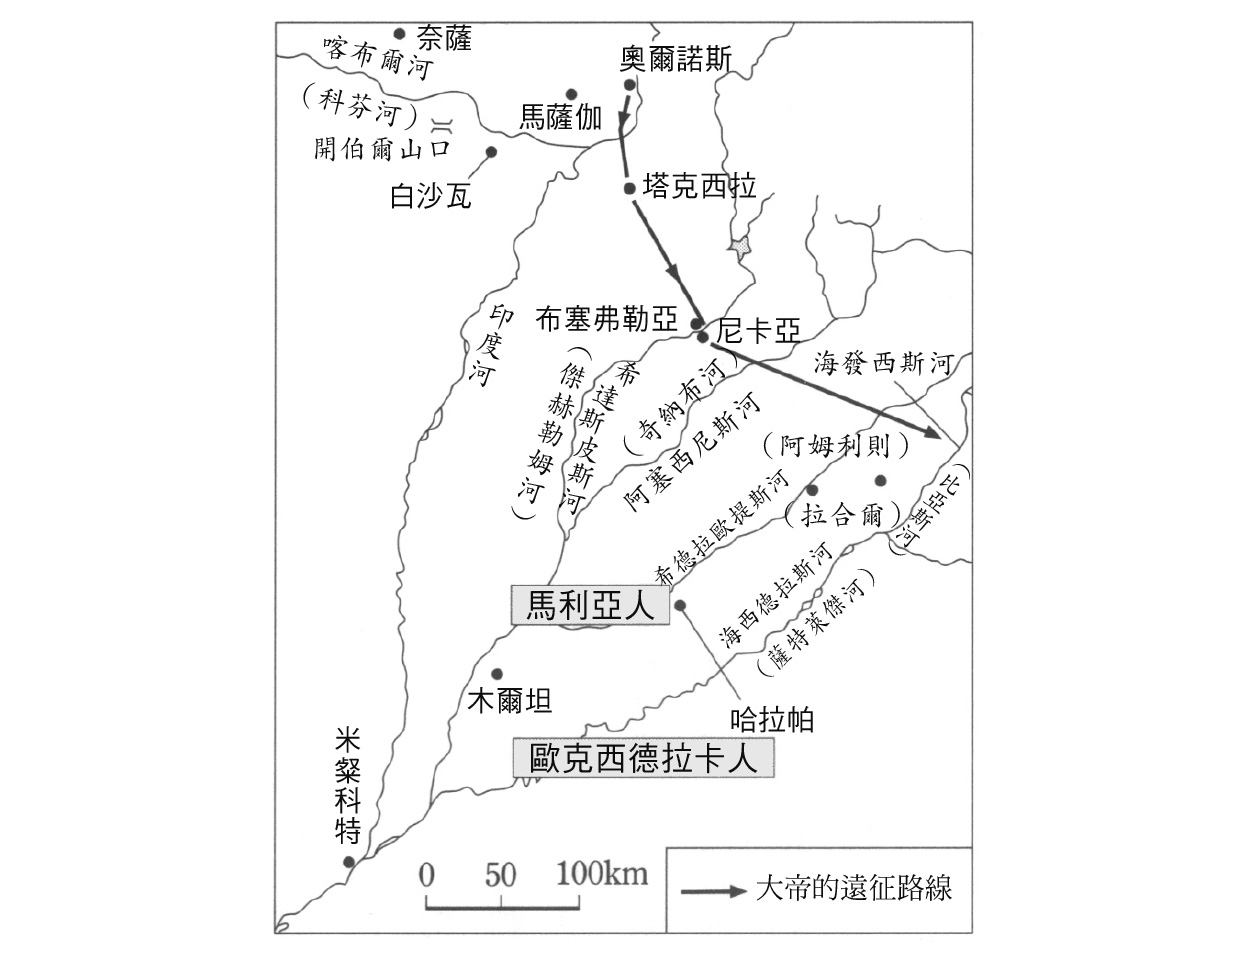 奈薩
喀布爾河
(科芬河)
開伯爾山口
白沙瓦
馬薩伽
奧爾諾斯
塔克西拉
布塞弗勒亞
尼卡亞
印度河
希達斯皮斯河
(傑赫勒姆河)
(奇納布河)
阿塞西尼斯河
海發西斯河
(阿姆利則)
(拉合爾)
(比亞斯河)
希德拉歐提斯河
海西德拉斯河
(薩特萊傑河)
馬利亞人
木爾坦
哈拉帕
歐克西德拉卡人
米粲科特
0 50 100km
大帝的遠征路線